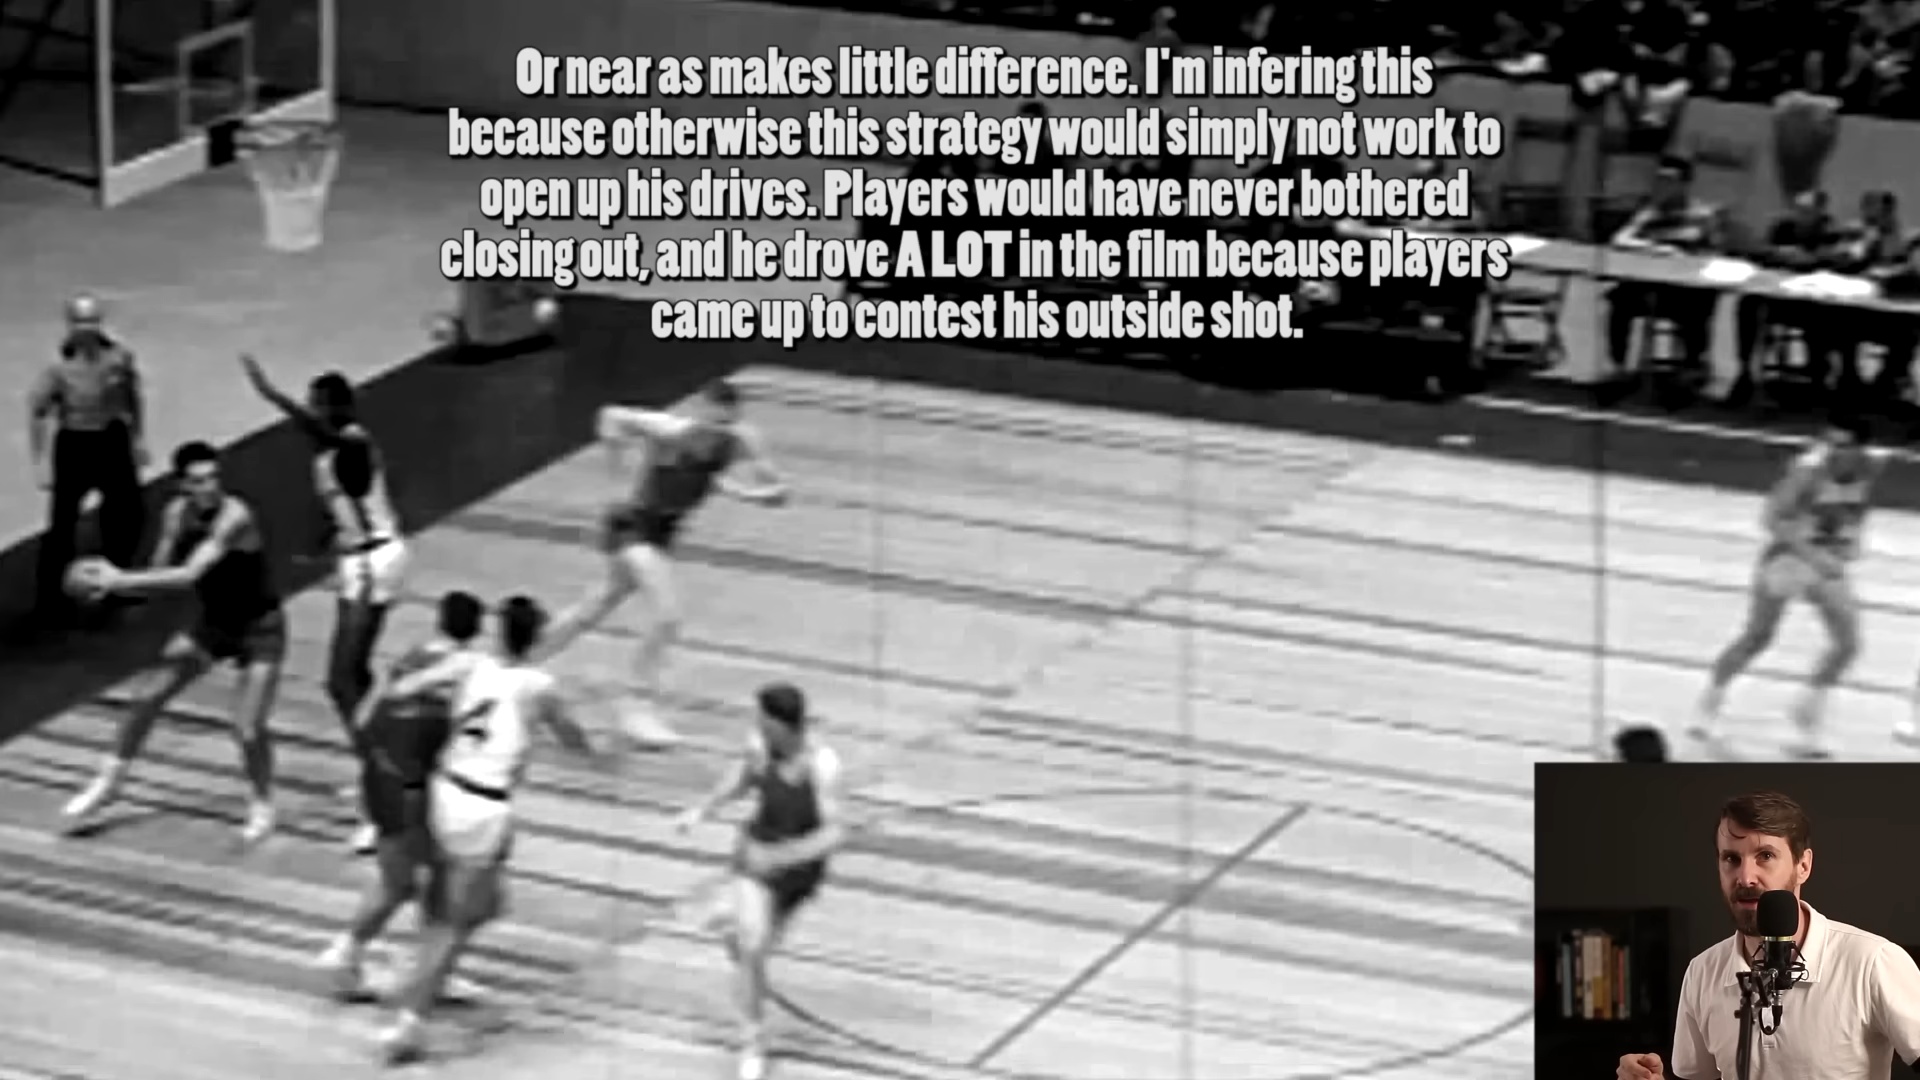 Or near as makes little difference. I'm infering this
because otherwise this strategy would simply not work to
open up his drives. Players would have never bothered
closing out, and he drove A LOT in the film because players
came up to contest his outside shot.
4